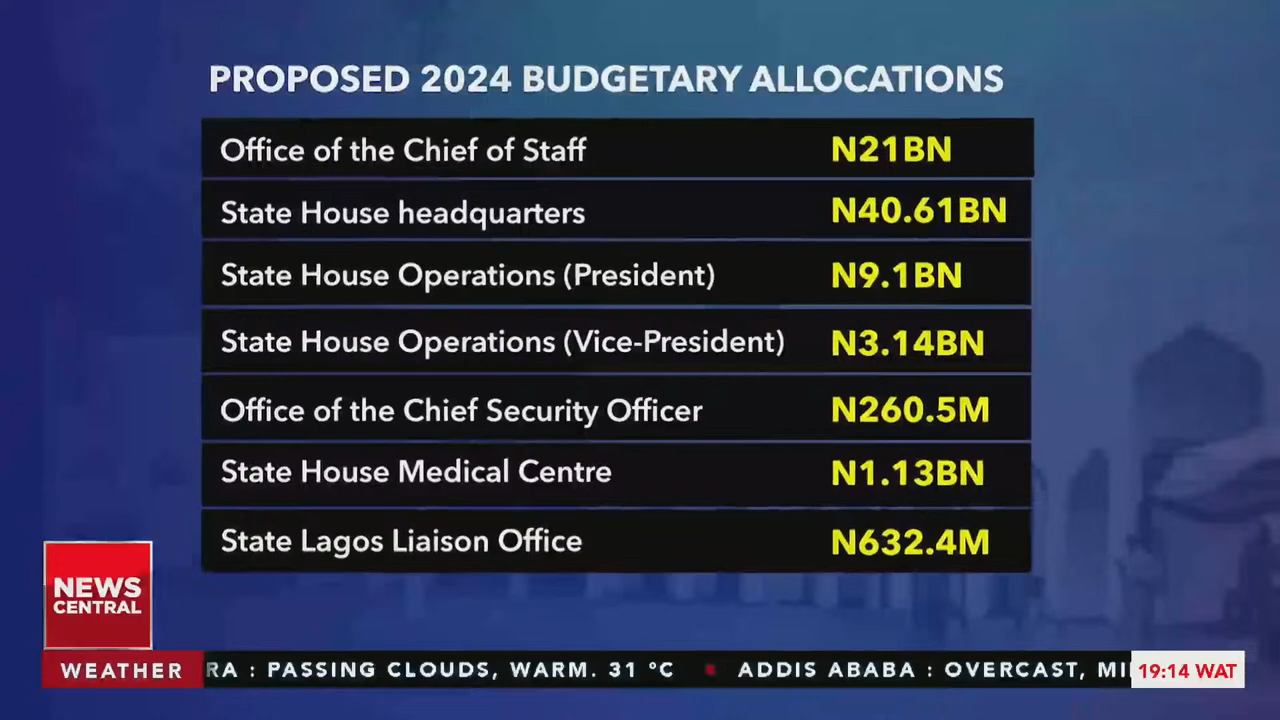 PROPOSED 2024 BUDGETARY ALLOCATIONS
Office of the Chief of Staff N21BN
State House headquarters N40.61BN
State House Operations (President) N9.1BN
State House Operations (Vice-President) N3.14BN
Office of the Chief Security Officer N260.5M
State House Medical Centre N1.13BN
State Lagos Liaison Office N632.4M
NEWS
CENTRAL
WEATHER RA : PASSING CLOUDS, WARM. 31 ºC ADDIS ABABA : OVERCAST, 19:14 WAT